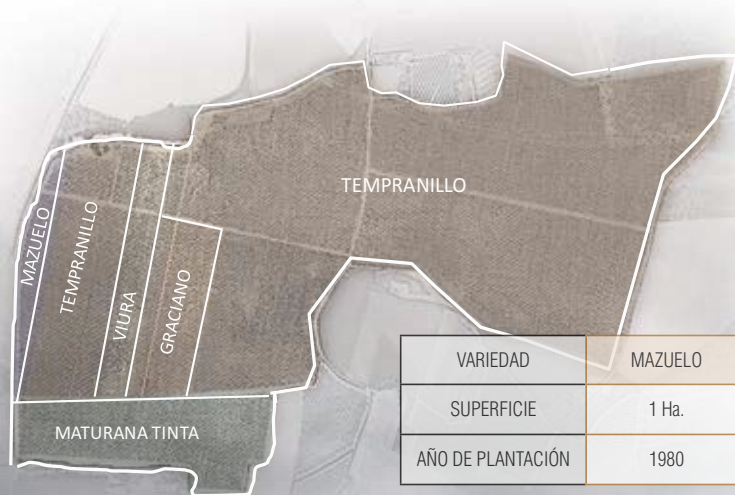 TEMPRANILLO
MAZUELO
TEMPRANILLO
VIURA
GRACIANO
MATURANA TINTA
VARIEDAD MAZUELO
SUPERFICIE 1 Ha.
AÑO DE PLANTACIÓN 1980